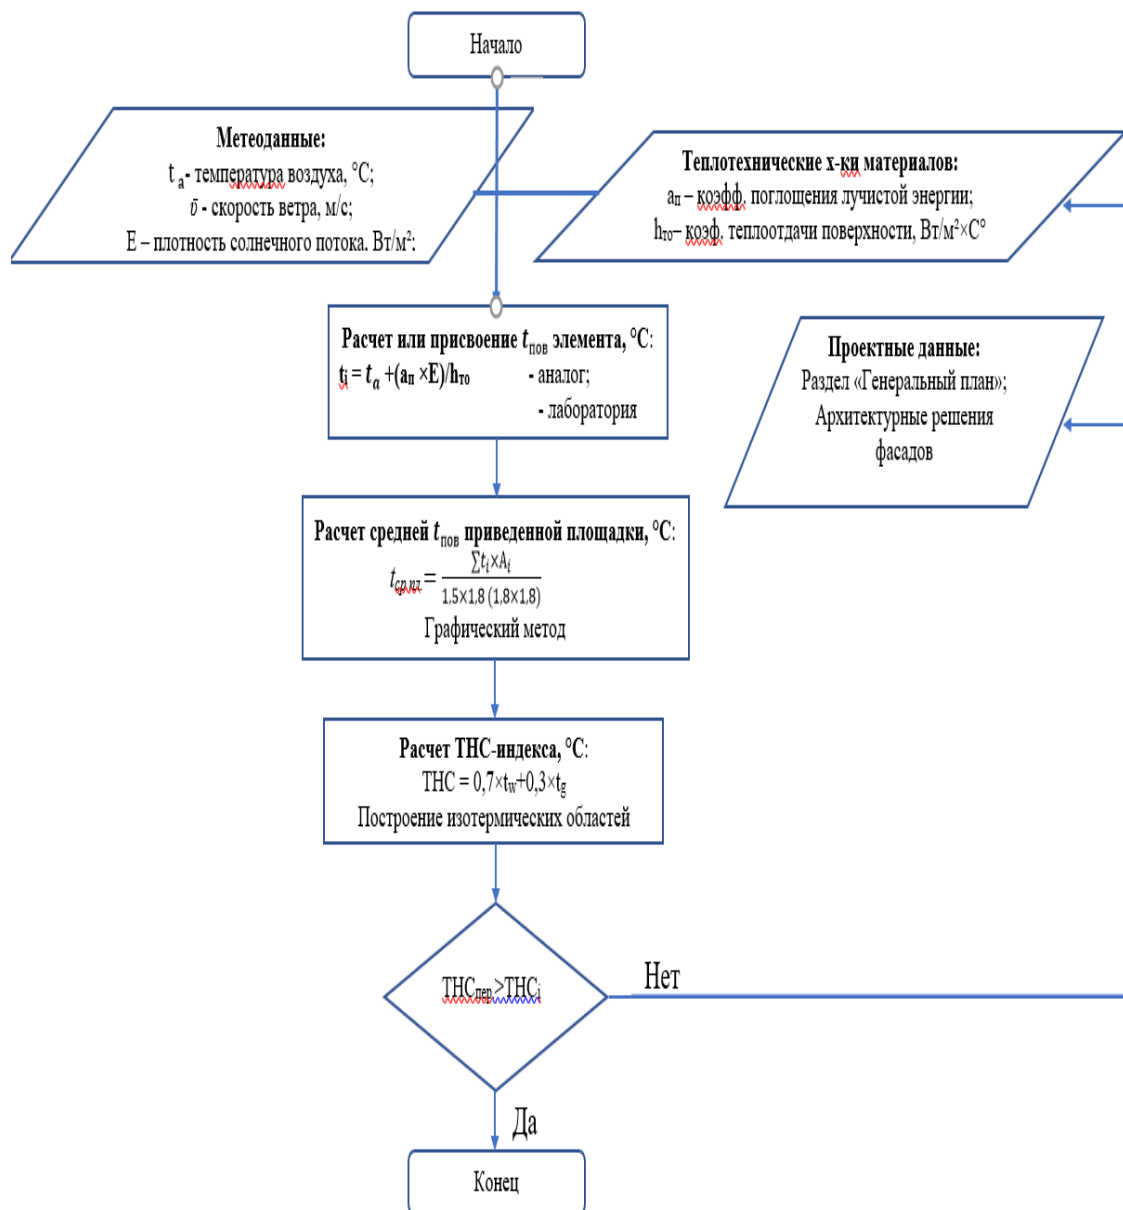 Начало
Метеоданные:
t a- температура воздуха, °C;
ῡ - скорость ветра, м/с;
E – плотность солнечного потока. Вт/м²:
Теплотехнические х-ки материалов:
aп – коэфф. поглощения лучистой энергии;
hто– коэф. теплоотдачи поверхности, Вт/м²×С°
Расчет или присвоение tпов элемента, °C:
ti = ta +(aп ×E)/hто - аналог;
- лаборатория
Проектные данные:
Раздел «Генеральный план»;
Архитектурные решения
фасадов
Расчет средней tпов приведенной площадки, °C:
tср.пл = ∑ti×Ai / 1,5×1,8 (1,8×1,8)
Графический метод
Расчет ТНС-индекса, °C:
ТНС = 0,7×tw+0,3×tg
Построение изотермических областей
ТНСпер.>ТНСi
Нет
Да
Конец